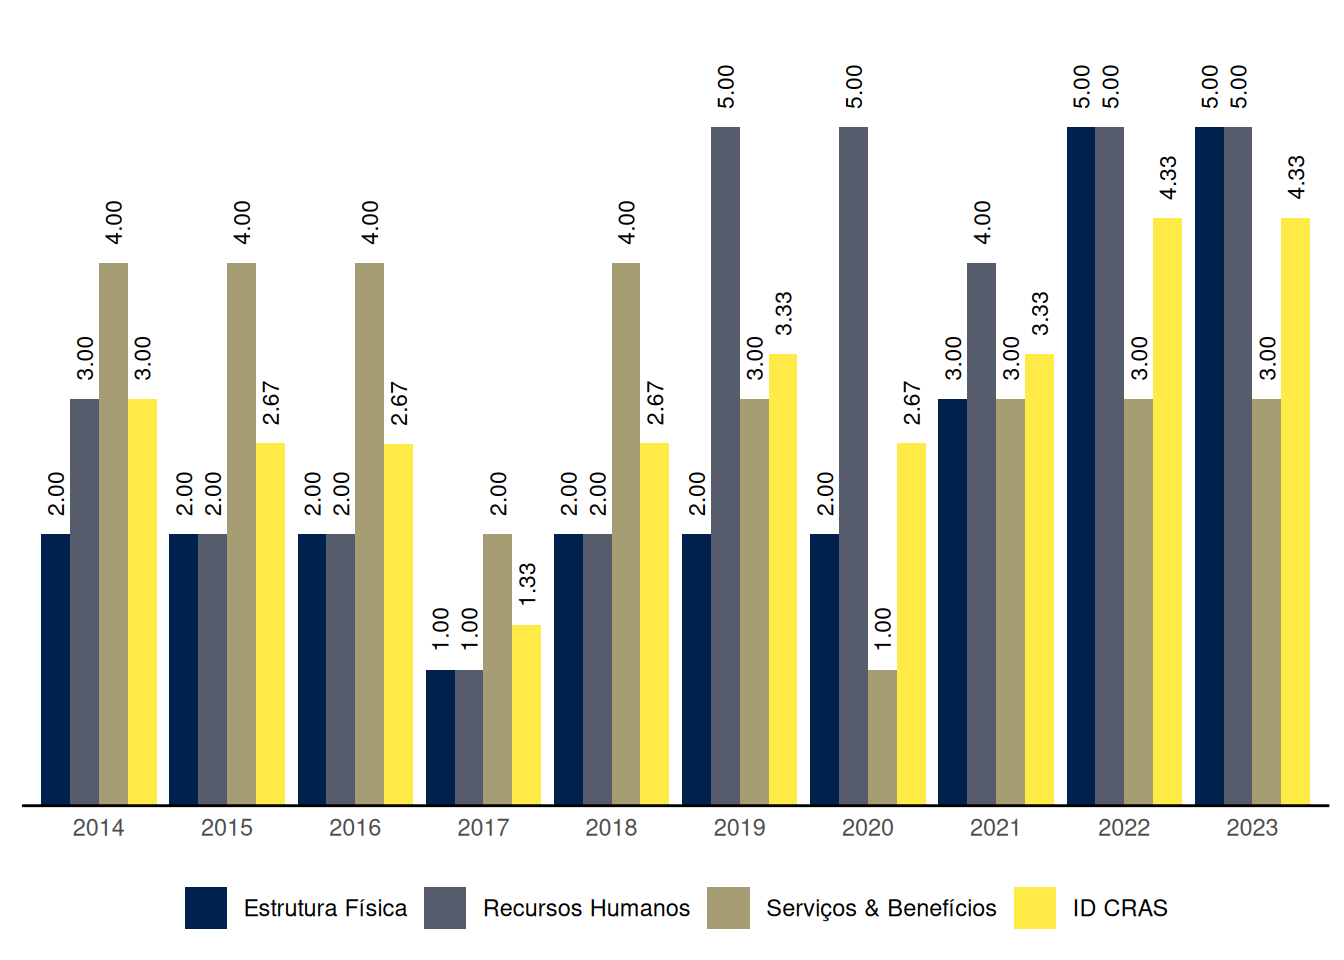 5.00 5.00 5.00 5.00 5.00 5.00
4.33 4.33
4.00 4.00 4.00 4.00 4.00
3.33 3.33
3.00 3.00 3.00 3.00 3.00 3.00 3.00
2.67 2.67 2.67 2.67
2.00 2.00 2.00 2.00 2.00 2.00 2.00 2.00 2.00 2.00
1.33
1.00 1.00 1.00
2014 2015 2016 2017 2018 2019 2020 2021 2022 2023
Estrutura Física Recursos Humanos Serviços & Benefícios ID CRAS